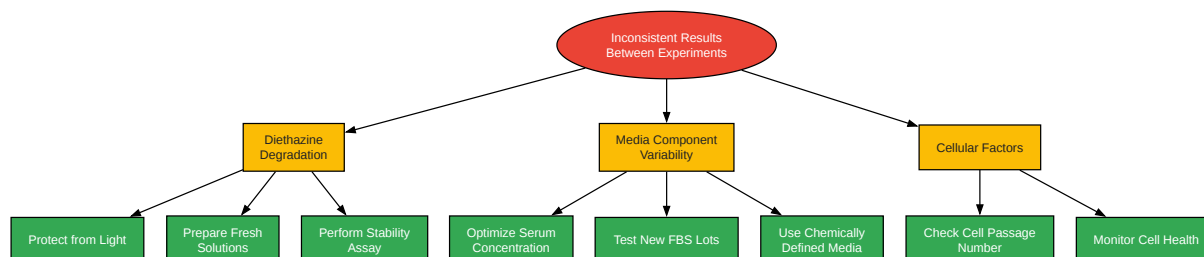 Inconsistent Results
Between Experiments
Diethazine
Degradation
Media Component
Variability
Cellular Factors
Protect from Light
Prepare Fresh
Solutions
Perform Stability
Assay
Optimize Serum
Concentration
Test New FBS Lots
Use Chemically
Defined Media
Check Cell Passage
Number
Monitor Cell Health